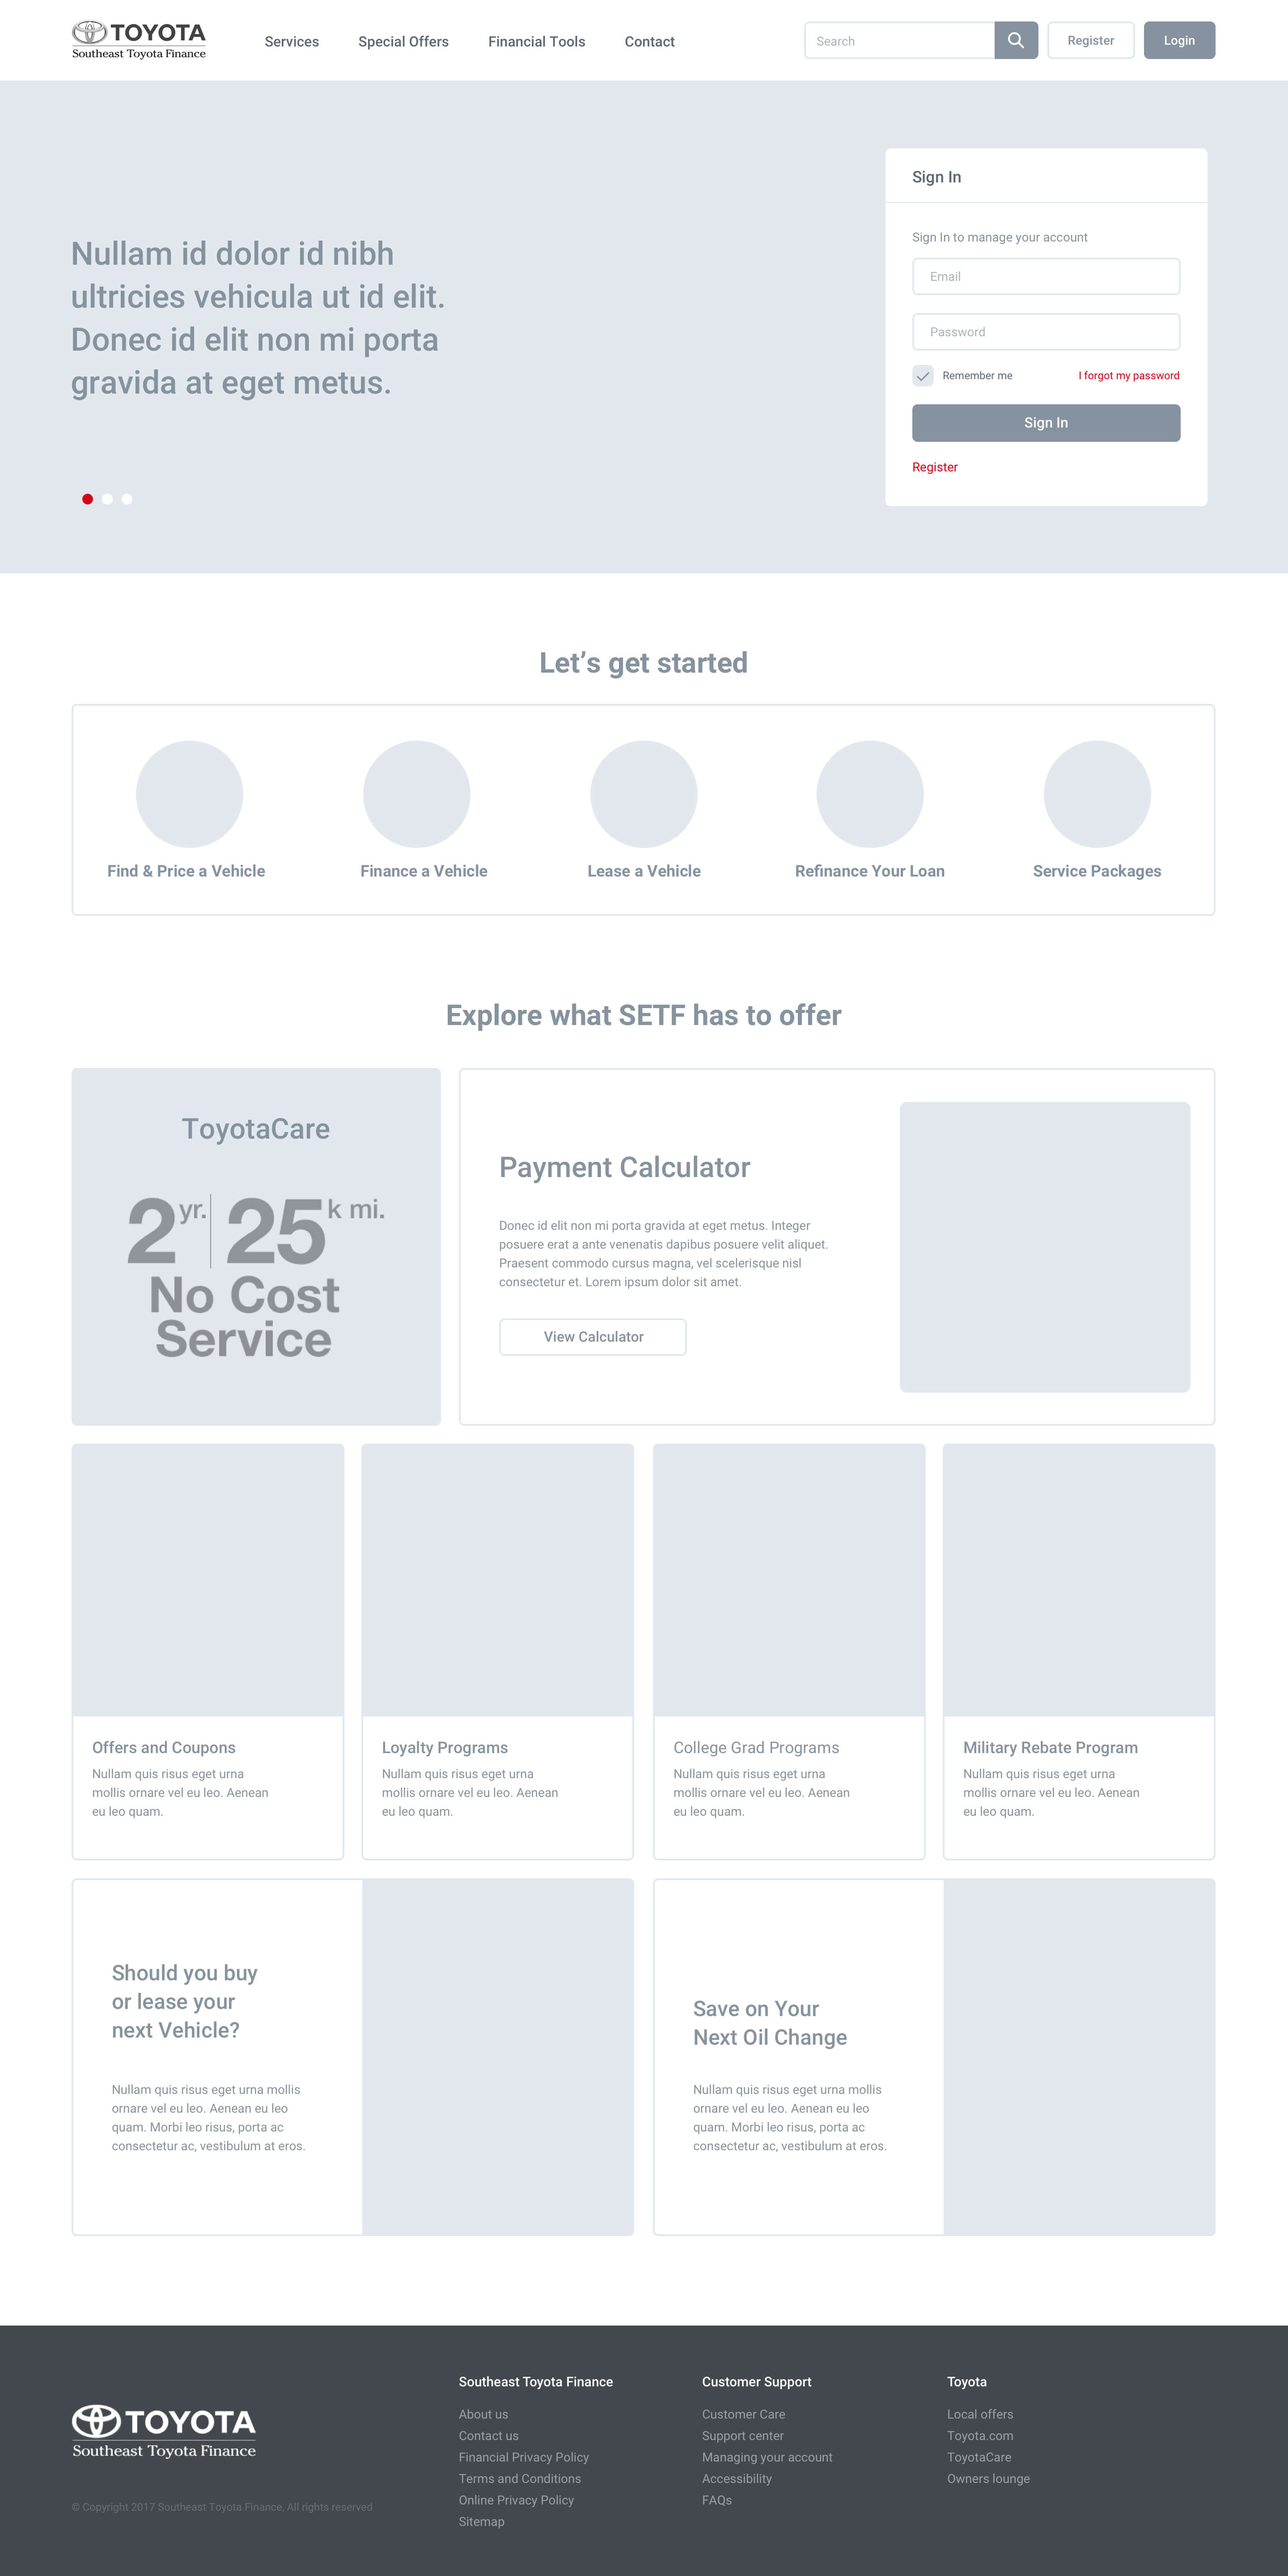 TOYOTA
Southeast Toyota Finance
Services
Special Offers
Financial Tools
Contact
Search
Register
Login
Nullam id dolor id nibh
ultricies vehicula ut id elit.
Donec id elit non mi porta
gravida at eget metus.
Sign In
Sign In to manage your account
Email
Password
Remember me
I forgot my password
Sign In
Register
Let’s get started
Find & Price a Vehicle
Finance a Vehicle
Lease a Vehicle
Refinance Your Loan
Service Packages
Explore what SETF has to offer
ToyotaCare
2 yr. 25 k mi.
No Cost
Service
Payment Calculator
Donec id elit non mi porta gravida at eget metus. Integer
posuere erat a ante venenatis dapibus posuere velit aliquet.
Praesent commodo cursus magna, vel scelerisque nisl
consectetur et. Lorem ipsum dolor sit amet.
View Calculator
Offers and Coupons
Nullam quis risus eget urna
mollis ornare vel eu leo. Aenean
eu leo quam.
Loyalty Programs
Nullam quis risus eget urna
mollis ornare vel eu leo. Aenean
eu leo quam.
College Grad Programs
Nullam quis risus eget urna
mollis ornare vel eu leo. Aenean
eu leo quam.
Military Rebate Program
Nullam quis risus eget urna
mollis ornare vel eu leo. Aenean
eu leo quam.
Should you buy
or lease your
next Vehicle?
Nullam quis risus eget urna mollis
ornare vel eu leo. Aenean eu leo
quam. Morbi leo risus, porta ac
consectetur ac, vestibulum at eros.
Save on Your
Next Oil Change
Nullam quis risus eget urna mollis
ornare vel eu leo. Aenean eu leo
quam. Morbi leo risus, porta ac
consectetur ac, vestibulum at eros.
TOYOTA
Southeast Toyota Finance
© Copyright 2017 Southeast Toyota Finance, All rights reserved
Southeast Toyota Finance
About us
Contact us
Financial Privacy Policy
Terms and Conditions
Online Privacy Policy
Sitemap
Customer Support
Customer Care
Support center
Managing your account
Accessibility
FAQs
Toyota
Local offers
Toyota.com
ToyotaCare
Owners lounge